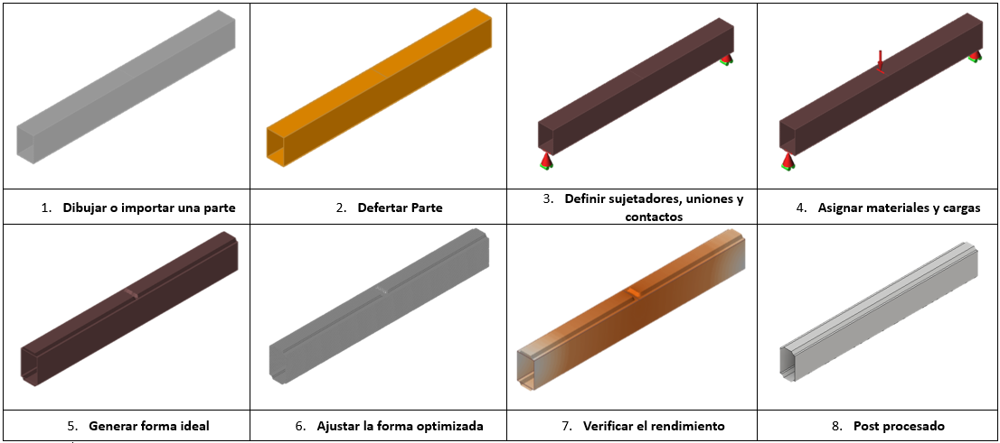 1. Dibujar o importar una parte
2. Defertar Parte
3. Definir sujetadores, uniones y
contactos
4. Asignar materiales y cargas
5. Generar forma ideal
6. Ajustar la forma optimizada
7. Verificar el rendimiento
8. Post procesado